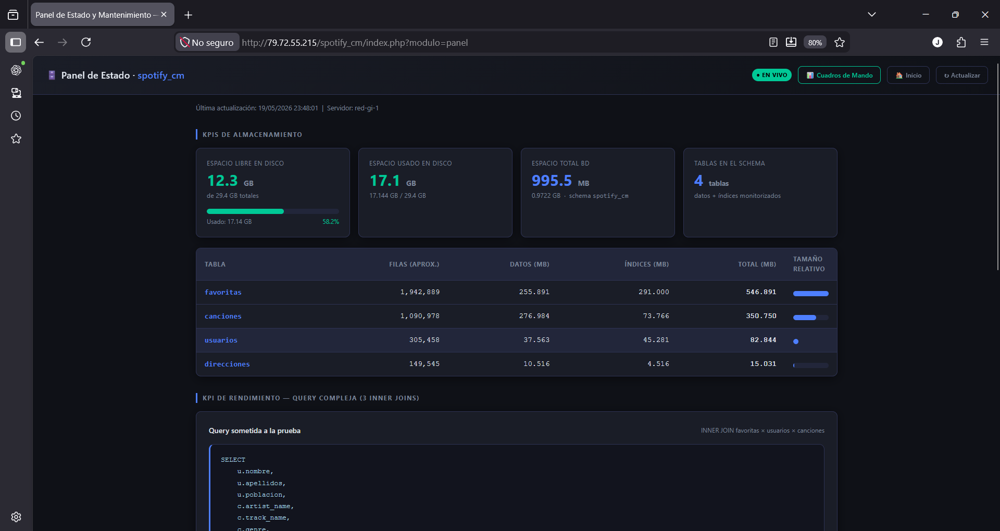 Panel de Estado y Mantenimiento —
No seguro
http://79.72.55.215/spotify_cm/index.php?modulo=panel
80%
J
Panel de Estado · spotify_cm
• EN VIVO
Cuadros de Mando
Inicio
↻ Actualizar
Última actualización: 19/05/2026 23:48:01 | Servidor: red-gi-1
KPIS DE ALMACENAMIENTO
ESPACIO LIBRE EN DISCO
12.3 GB
de 29.4 GB totales
Usado: 17.14 GB 58.2%
ESPACIO USADO EN DISCO
17.1 GB
17.144 GB / 29.4 GB
ESPACIO TOTAL BD
995.5 MB
0.9722 GB · schema spotify_cm
TABLAS EN EL SCHEMA
4 tablas
datos + índices monitorizados
TABLA FILAS (APROX.) DATOS (MB) ÍNDICES (MB) TOTAL (MB) TAMAÑO RELATIVO
favoritas 1,942,889 255.891 291.000 546.891
canciones 1,090,978 276.984 73.766 350.750
usuarios 305,458 37.563 45.281 82.844
direcciones 149,545 10.516 4.516 15.031
KPI DE RENDIMIENTO — QUERY COMPLEJA (3 INNER JOINS)
Query sometida a la prueba
INNER JOIN favoritas × usuarios × canciones
SELECT
u.nombre,
u.apellidos,
u.poblacion,
c.artist_name,
c.track_name,
c.genre,